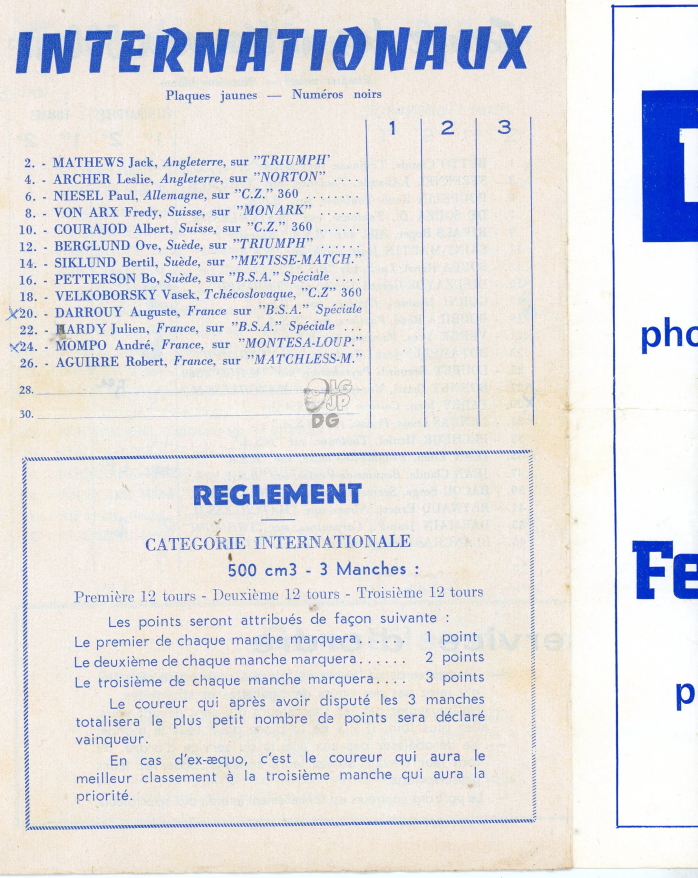 INTERNATIONAUX
Plaques jaunes — Numéros noirs
1 2 3
2. - MATHEWS Jack, Angleterre, sur "TRIUMPH'
4. - ARCHER Leslie, Angleterre, sur "NORTON" ....
6. - NIESEL Paul, Allemagne, sur "C.Z." 360 ........
8. - VON ARX Fredy, Suisse, sur "MONARK" ......
10. - COURAJOD Albert, Suisse, sur "C.Z." 360 ......
12. - BERGLUND Ove, Suède, sur "TRIUMPH" ......
14. - SIKLUND Bertil, Suède, sur "METISSE-MATCH."
16. - PETTERSON Bo, Suède, sur "B.S.A." Spéciale ....
18. - VELKOBORSKY Vasek, Tchécoslovaque, "C.Z" 360
x20. - DARROUY Auguste, France sur "B.S.A." Spéciale
22. - HARDY Julien, France, sur "B.S.A." Spéciale ....
x24. - MOMPO André, France, sur "MONTESA-LOUP."
26. - AGUIRRE Robert, France, sur "MATCHLESS-M."
28.
30.
LG
JP
DG
REGLEMENT
CATEGORIE INTERNATIONALE
500 cm3 - 3 Manches :
Première 12 tours - Deuxième 12 tours - Troisième 12 tours
Les points seront attribués de façon suivante :
Le premier de chaque manche marquera...... 1 point
Le deuxième de chaque manche marquera...... 2 points
Le troisième de chaque manche marquera.... 3 points
Le coureur qui après avoir disputé les 3 manches
totalisera le plus petit nombre de points sera déclaré
vainqueur.
En cas d'ex-æquo, c'est le coureur qui aura le
meilleur classement à la troisième manche qui aura la
priorité.
pho
Fe
p